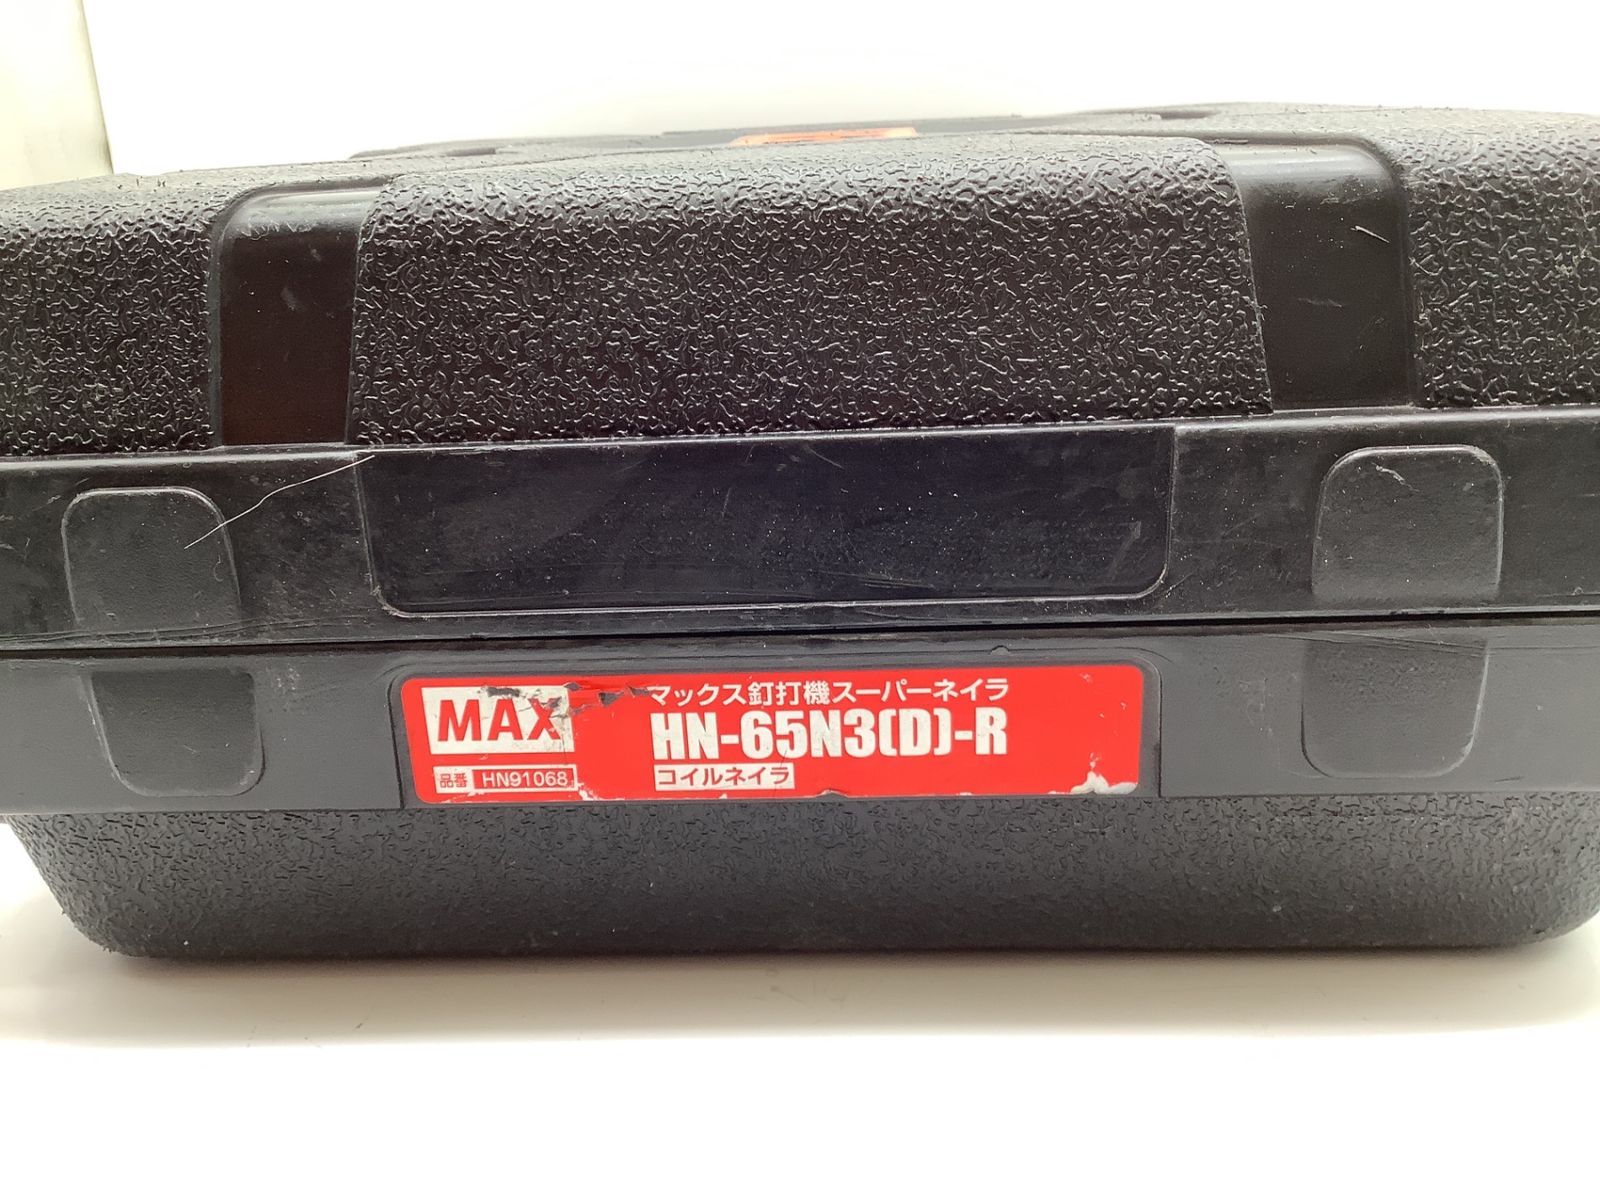 MAX
マックス釘打機スーパーネイラ
HN-65N3(D)-R
品番 HN91068
コイルネイラ